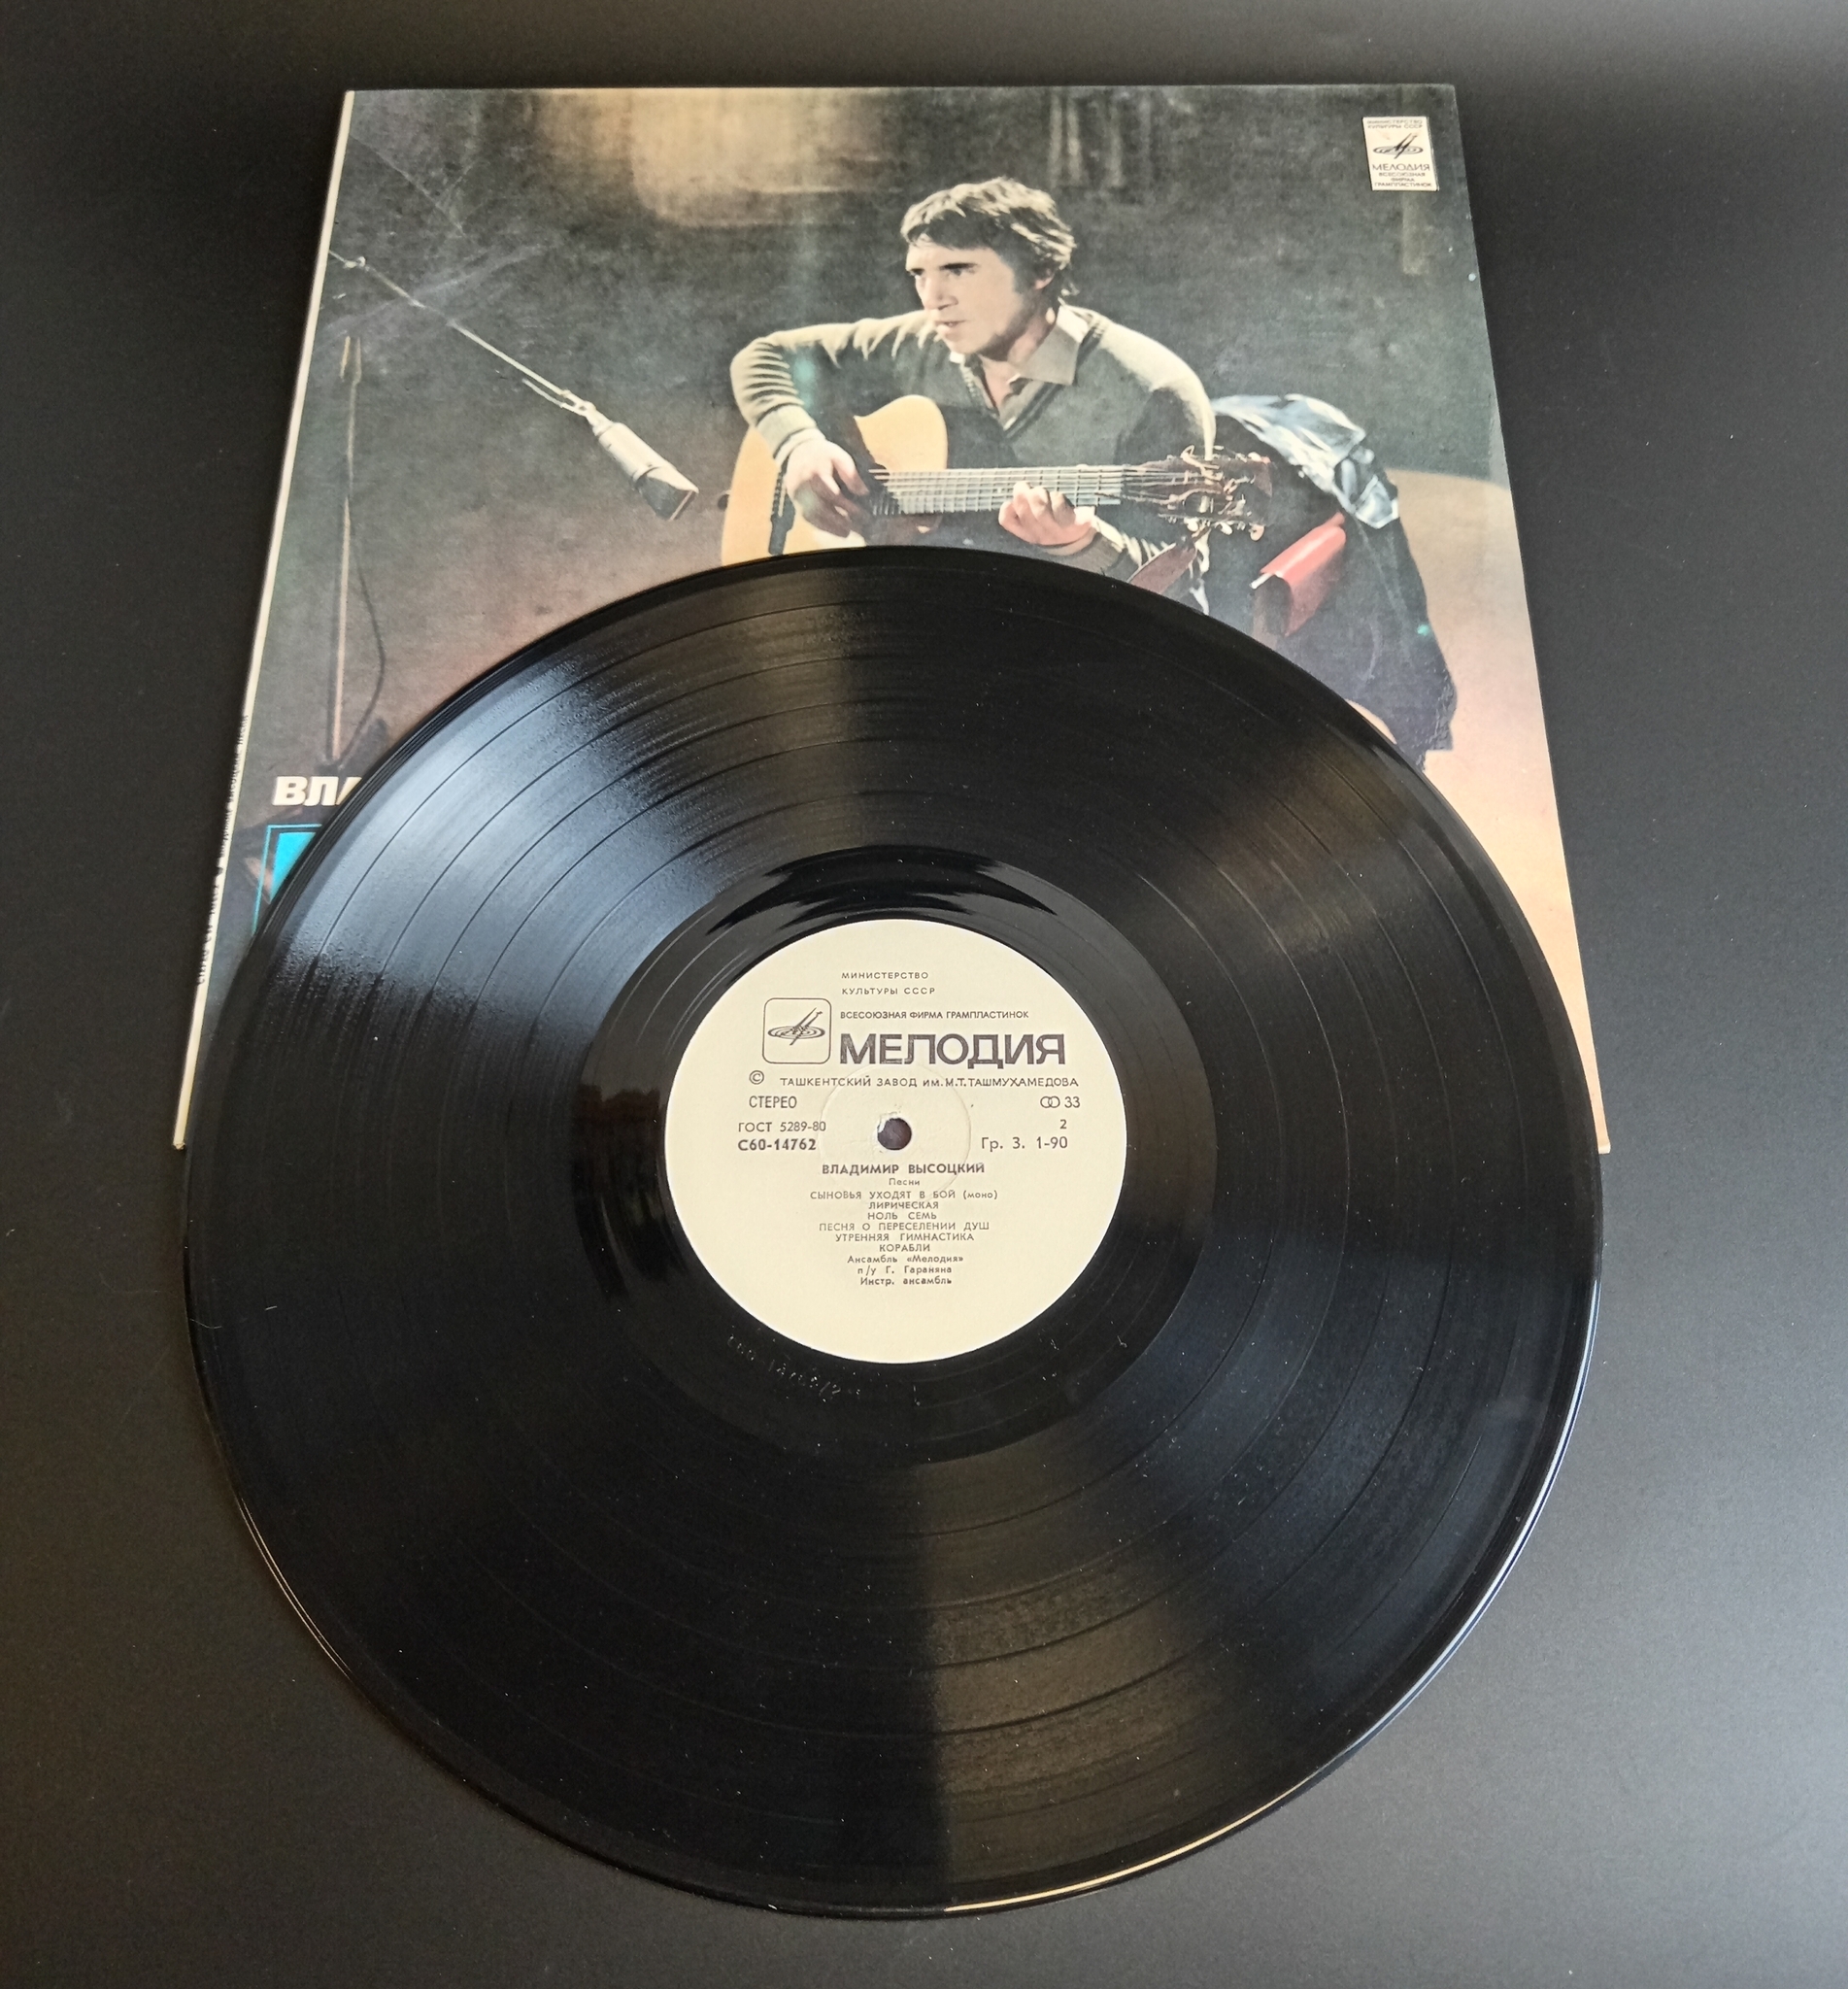 МИНИСТЕРСТВО
КУЛЬТУРЫ СССР
МЕЛОДИЯ
ВСЕСОЮЗНАЯ
ФИРМА
ГРАМПЛАСТИНОК
ВЛА
МИНИСТЕРСТВО
КУЛЬТУРЫ СССР
ВСЕСОЮЗНАЯ ФИРМА ГРАМПЛАСТИНОК
МЕЛОДИЯ
© ТАШКЕНТСКИЙ ЗАВОД ИМ. М.Т. ТАШМУХАМЕДОВА
СТЕРЕО 33
ГОСТ 5289-80 2
С60-14762 Гр. 3. 1-90
ВЛАДИМИР ВЫСОЦКИЙ
Песни
СЫНОВЬЯ УХОДЯТ В БОЙ (моно)
ЛИРИЧЕСКАЯ
НОЛЬ СЕМЬ
ПЕСНЯ О ПЕРЕСЕЛЕНИИ ДУШ
УТРЕННЯЯ ГИМНАСТИКА
КОРАБЛИ
Ансамбль «Мелодия»
п/у Г. Гараняна
Инстр. ансамбль